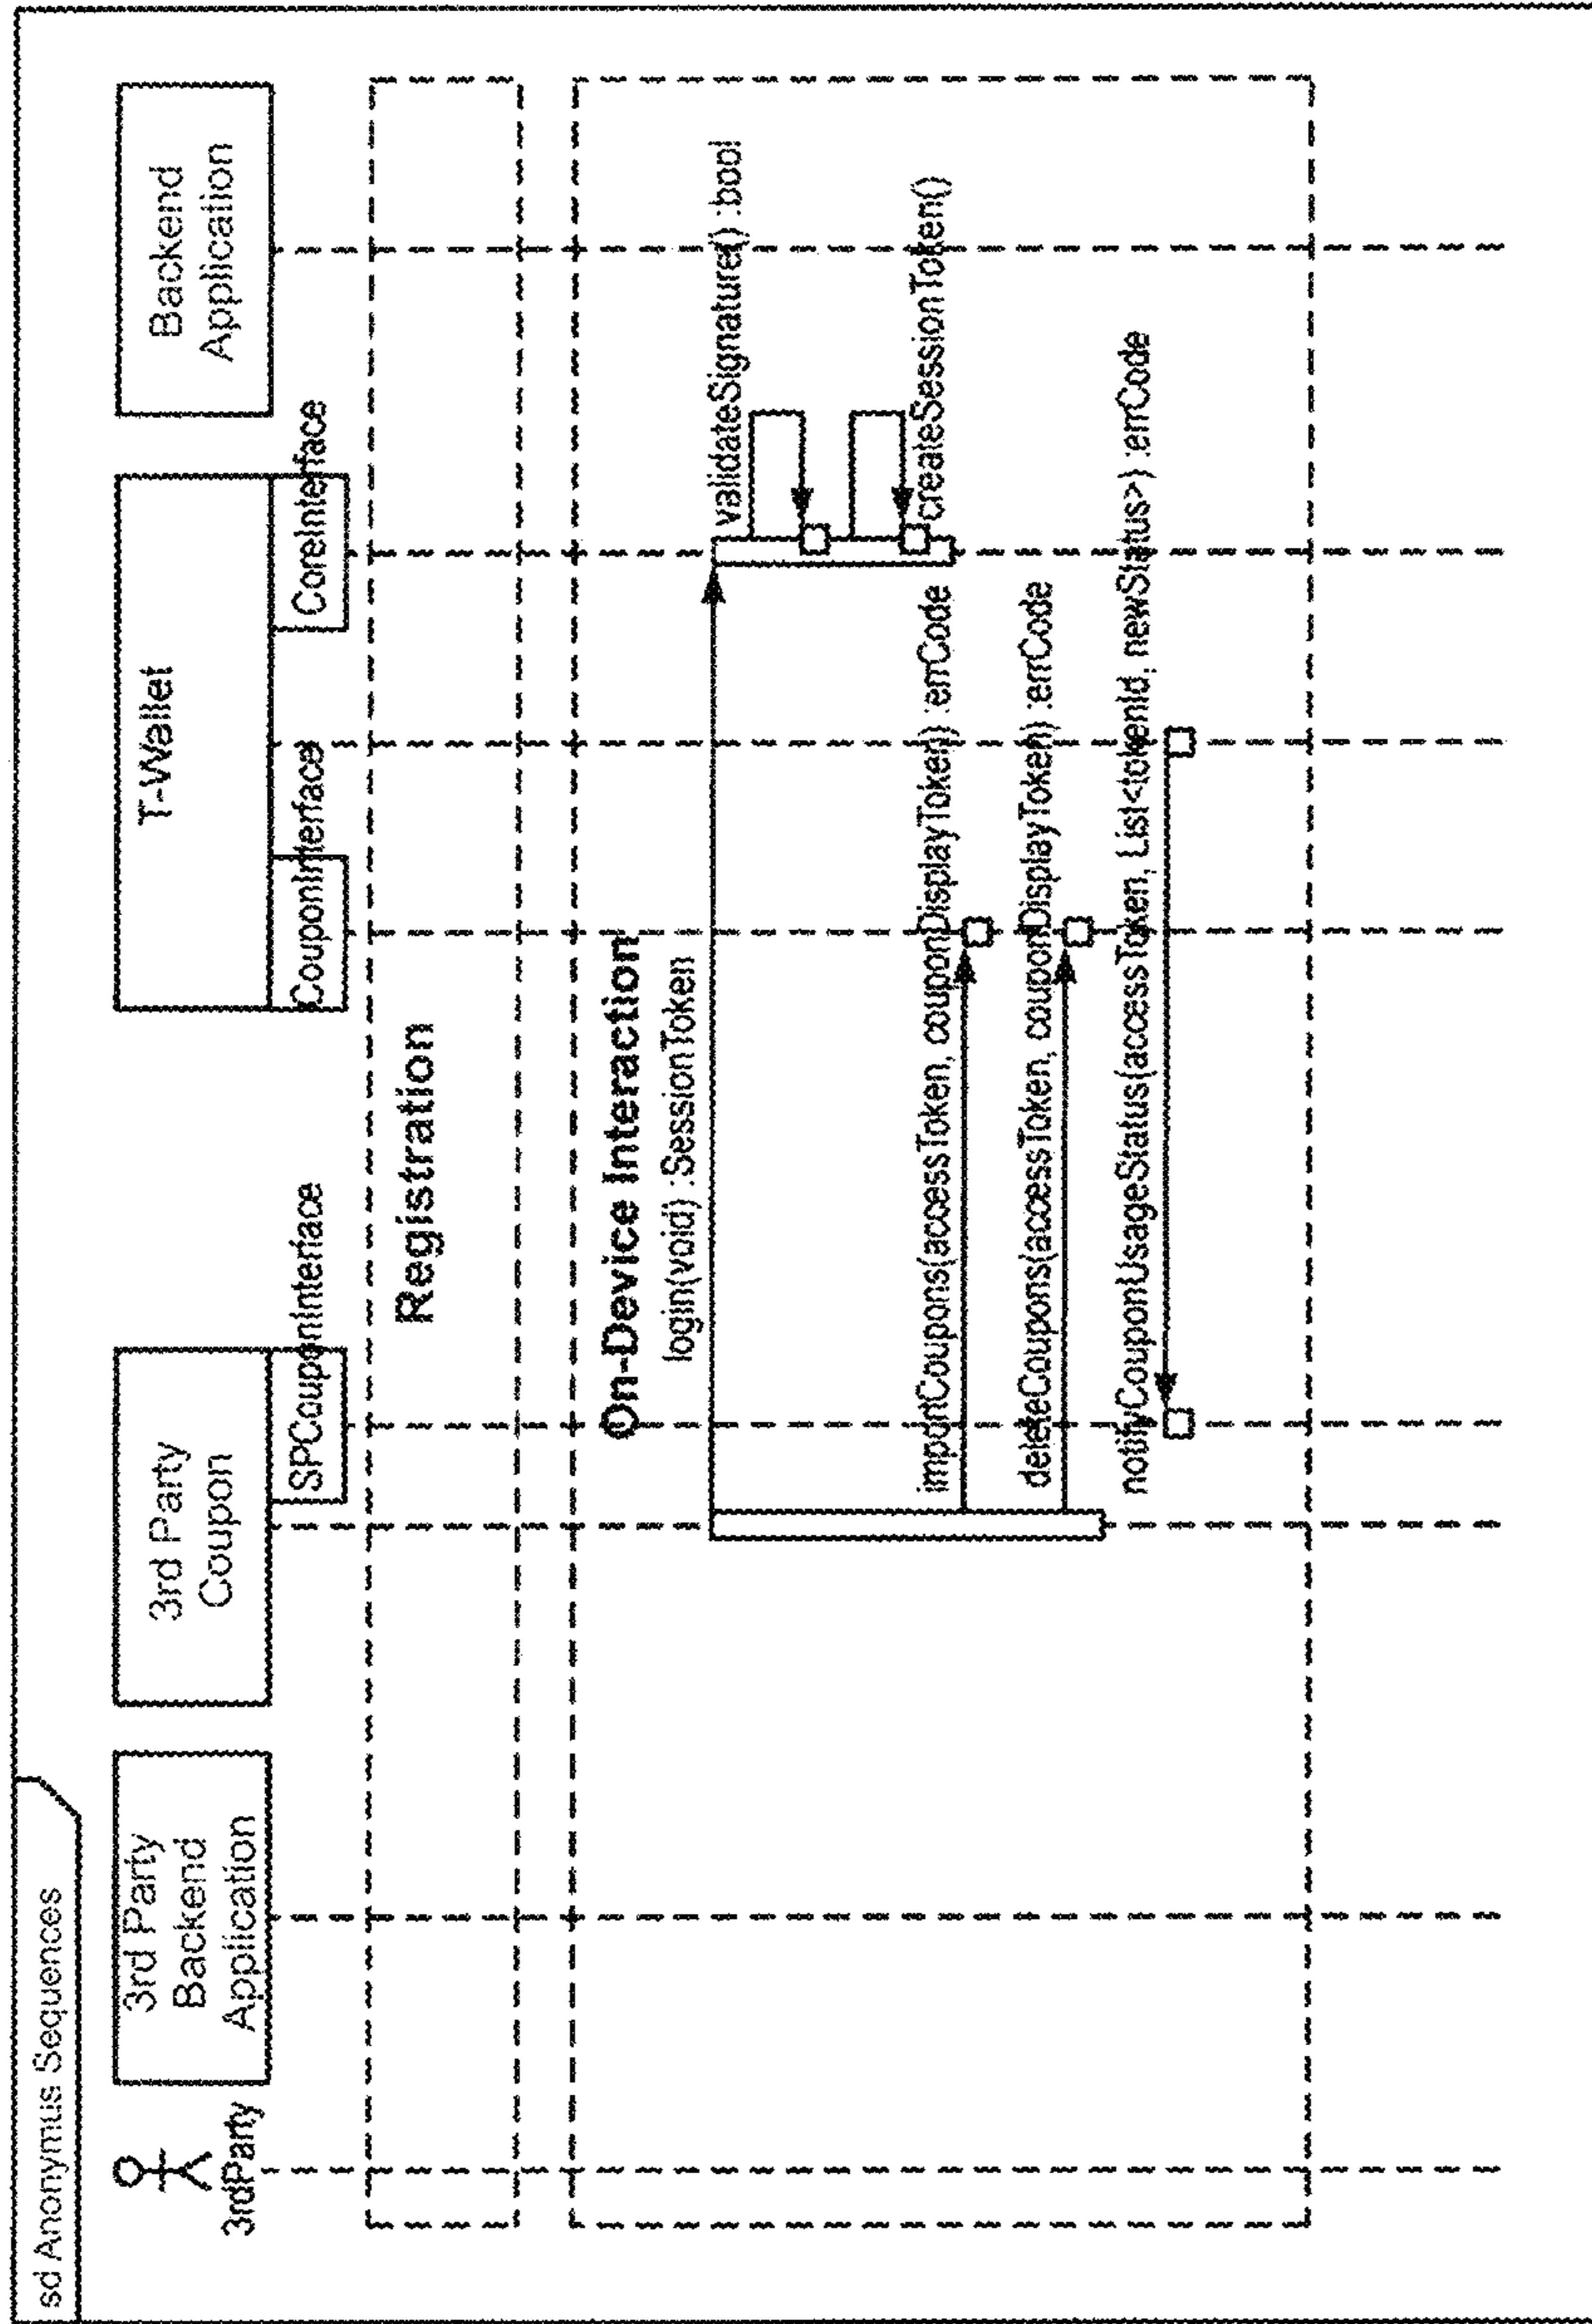 sd Anonymus Sequences
3rdParty
3rd Party
Backend
Application
3rd Party
Coupon
SPCouponInterface
T-Wallet
CouponInterface
CoreInterface
Backend
Application
Registration
On-Device Interaction
login(void) :SessionToken
validateSignature() :bool
createSessionToken()
importCoupons(accessToken, couponDisplayToken) :errCode
deleteCoupons(accessToken, couponDisplayToken) :errCode
notifyCouponUsageStatus(accessToken, List<tokenId, newStatus>) :errCode